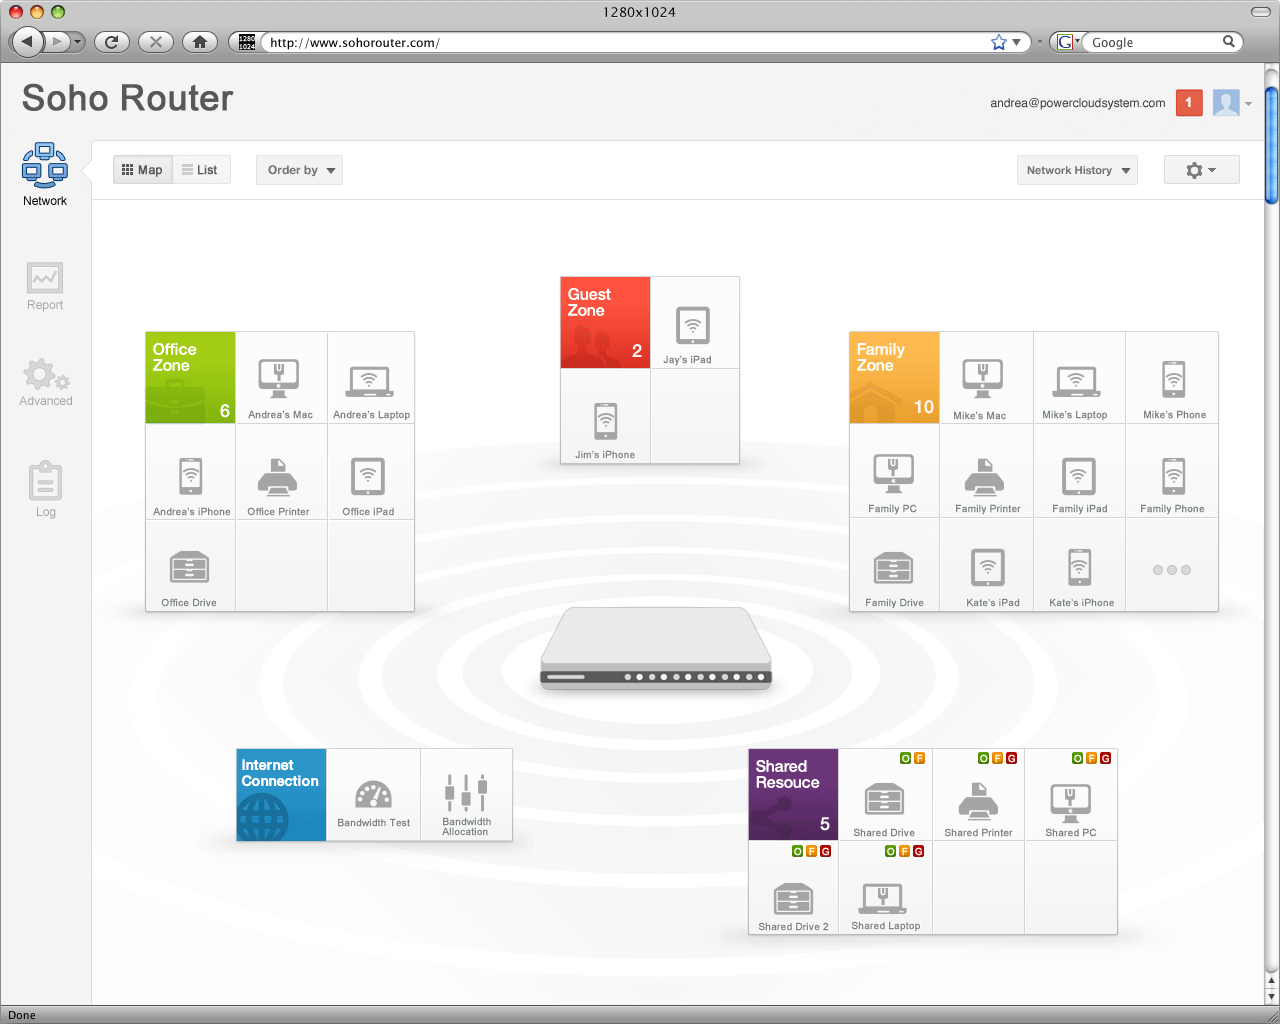 1280x1024
1280
1024
http://www.sohorouter.com/
G
Google
Soho Router
andrea@powercloudsystem.com
1
Network
Map
List
Order by
Network History
Report
Advanced
Log
Guest
Zone
2
Jay's iPad
Jim's iPhone
Office
Zone
6
Andrea's Mac
Andrea's Laptop
Andrea's iPhone
Office Printer
Office iPad
Office Drive
Family
Zone
10
Mike's Mac
Mike's Laptop
Mike's Phone
Family PC
Family Printer
Family iPad
Family Phone
Family Drive
Kate's iPad
Kate's iPhone
Internet
Connection
Bandwidth Test
Bandwidth
Allocation
Shared
Resouce
5
O F
Shared Drive
O F G
Shared Printer
O F G
Shared PC
O F G
Shared Drive 2
O F G
Shared Laptop
Done